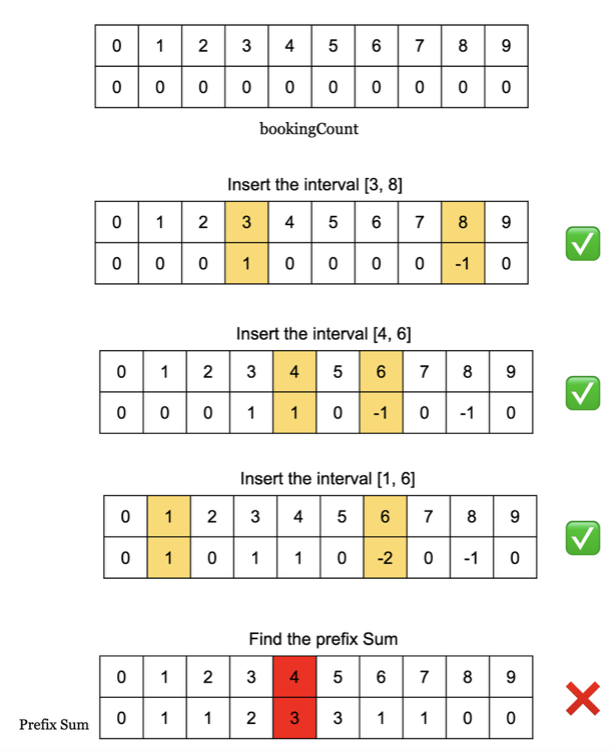 0 1 2 3 4 5 6 7 8 9
0 0 0 0 0 0 0 0 0 0
bookingCount
Insert the interval [3, 8]
0 1 2 3 4 5 6 7 8 9
0 0 0 1 0 0 0 0 -1 0
Insert the interval [4, 6]
0 1 2 3 4 5 6 7 8 9
0 0 0 1 1 0 -1 0 -1 0
Insert the interval [1, 6]
0 1 2 3 4 5 6 7 8 9
0 1 0 1 1 0 -2 0 -1 0
Find the prefix Sum
0 1 2 3 4 5 6 7 8 9
Prefix Sum 0 1 1 2 3 3 1 1 0 0